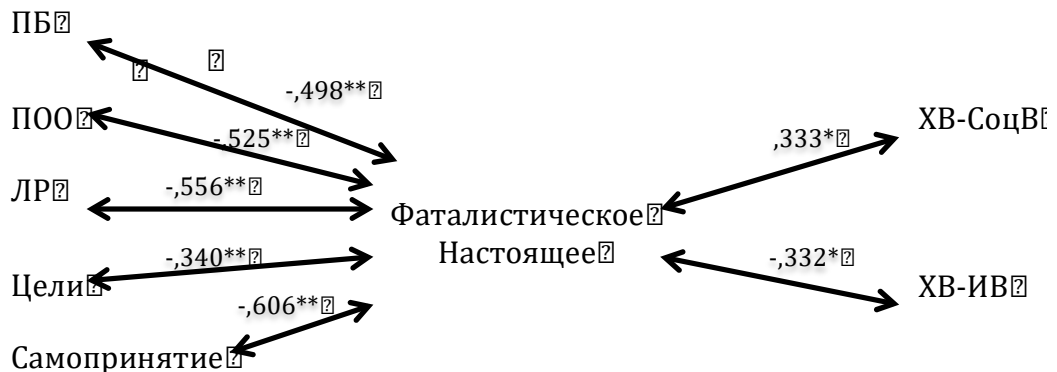 ПБ
-,498**
ПОО
-,525**
ХВ-СоцВ
,333*
ЛР
-,556**
Фаталистическое
Настоящее
-,340**
Цели
-,332*
ХВ-ИВ
-,606**
Самопринятие